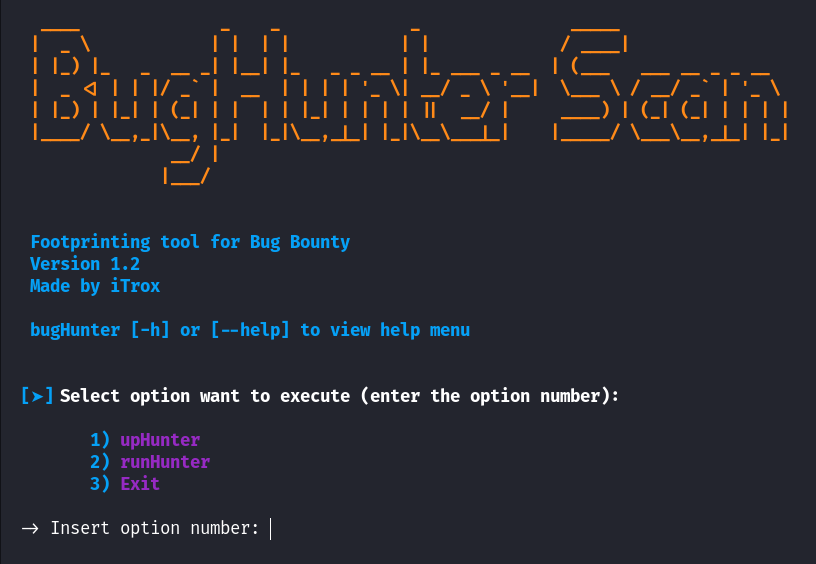 BugHunter Scan
Footprinting tool for Bug Bounty
Version 1.2
Made by iTrox
bugHunter [-h] or [--help] to view help menu
[➤] Select option want to execute (enter the option number):
1) upHunter
2) runHunter
3) Exit
→ Insert option number: